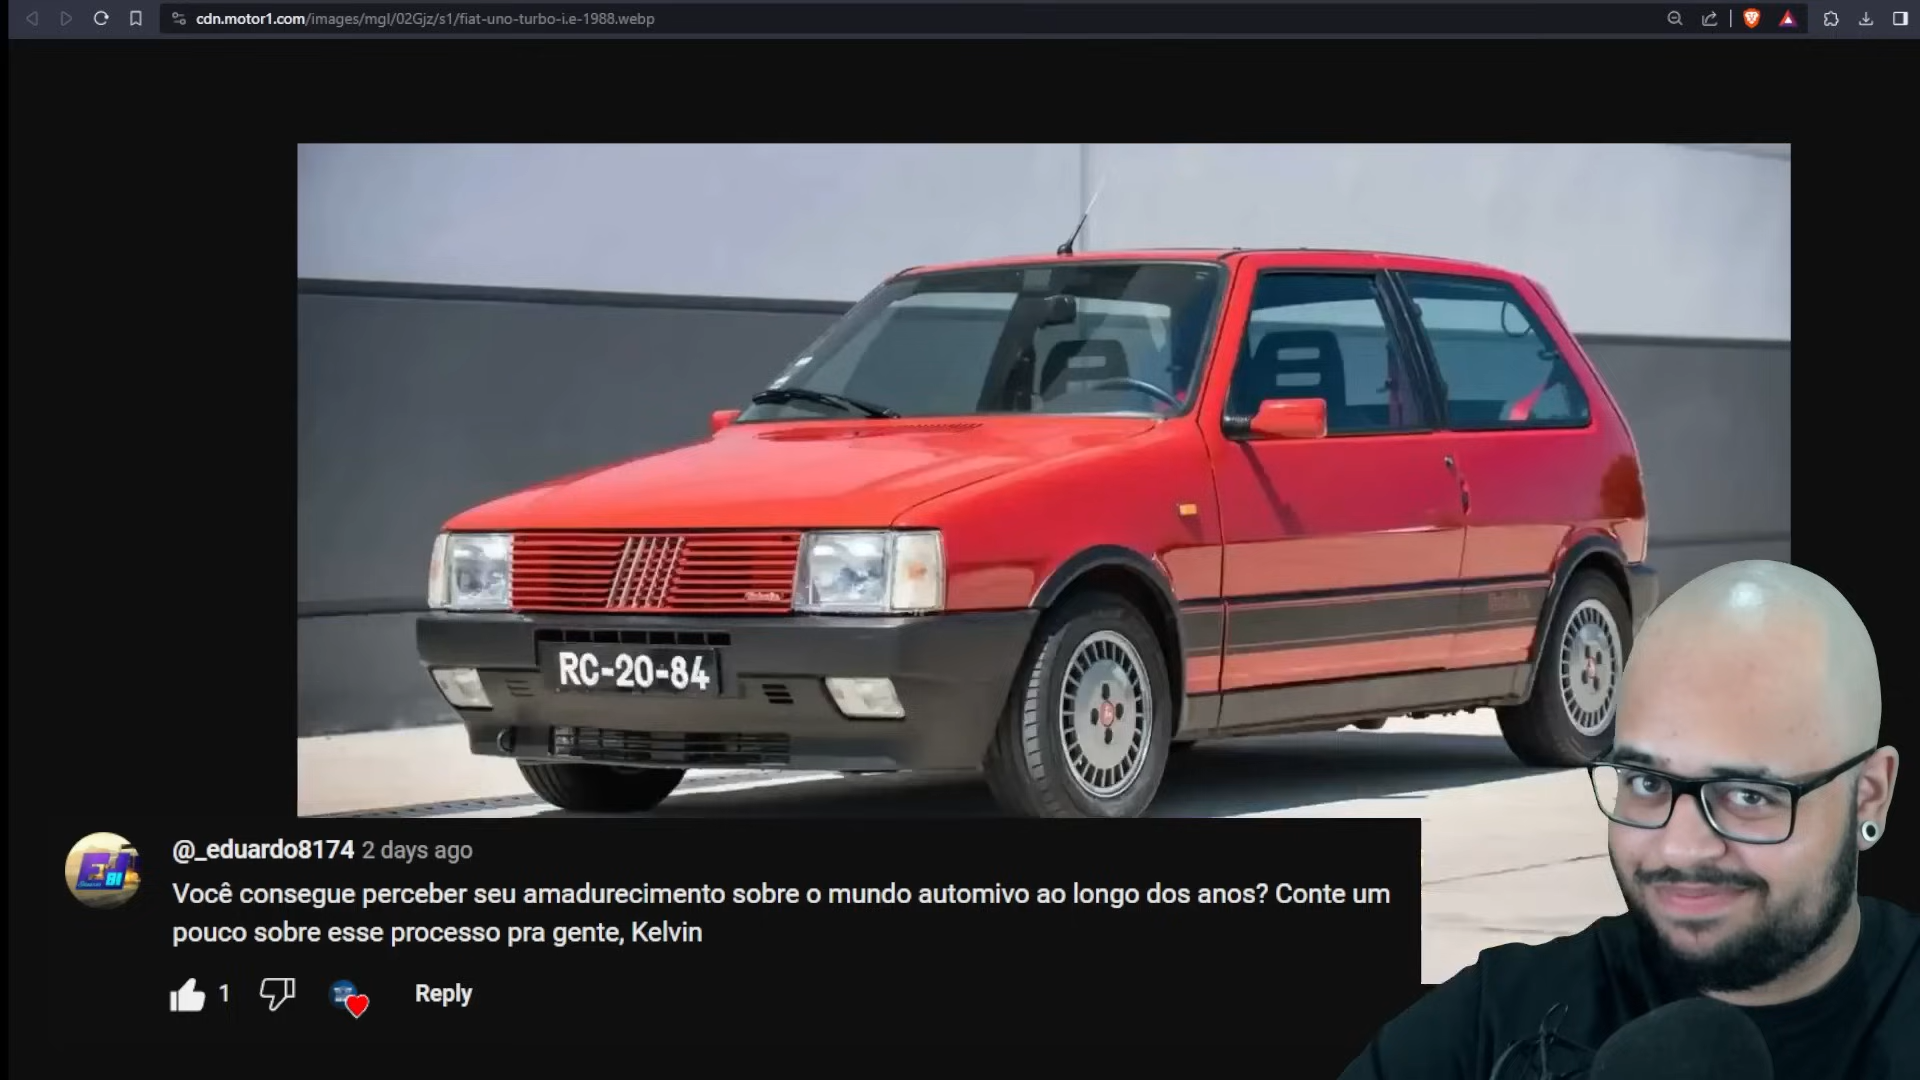 cdn.motor1.com/images/mgl/02Gjz/s1/fiat-uno-turbo-i.e-1988.webp
RC-20-84
@_eduardo8174 2 days ago
Você consegue perceber seu amadurecimento sobre o mundo automivo ao longo dos anos? Conte um
pouco sobre esse processo pra gente, Kelvin
1 Reply